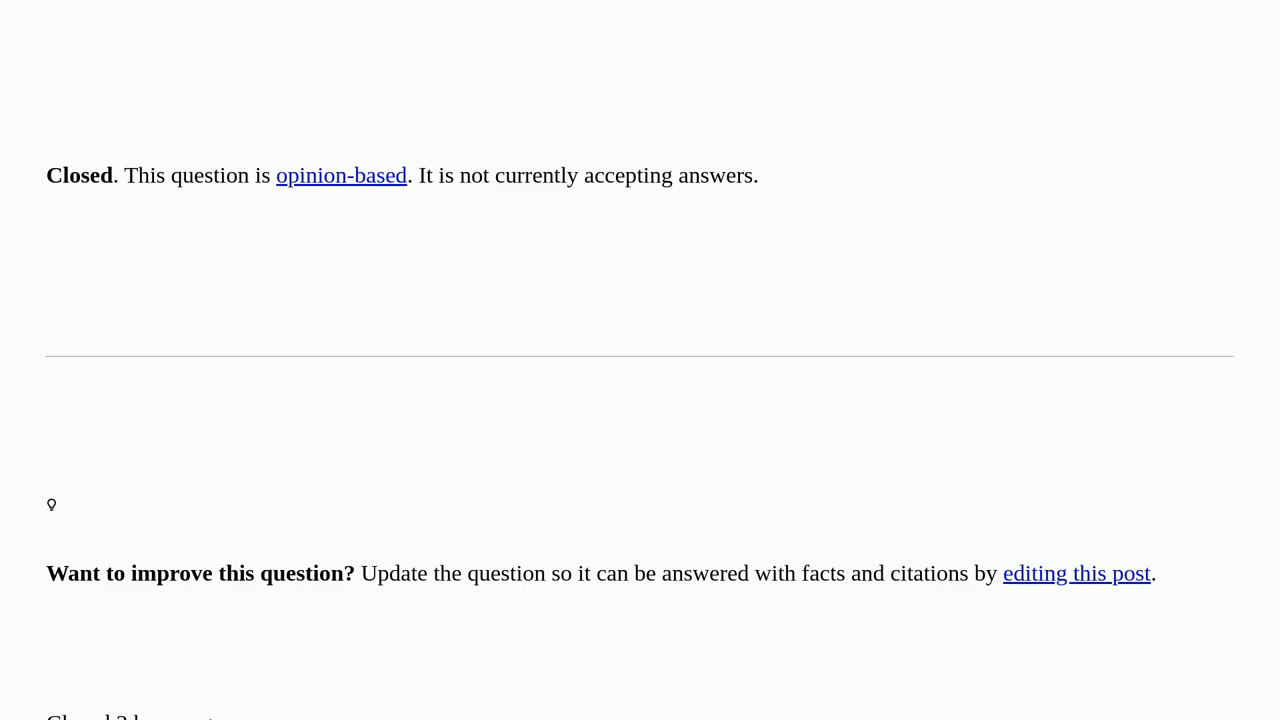 Closed. This question is opinion-based. It is not currently accepting answers.
Want to improve this question? Update the question so it can be answered with facts and citations by editing this post.